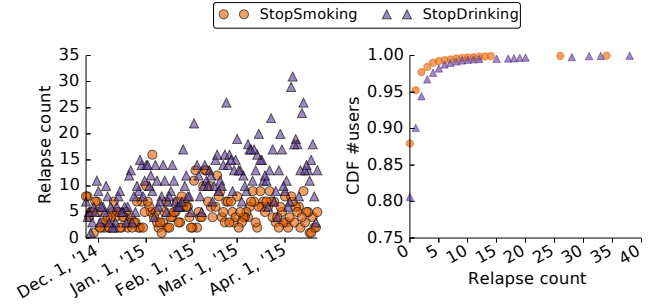 StopSmoking StopDrinking
Relapse count
35
30
25
20
15
10
5
0
Dec. 1, '14
Jan. 1, '15
Feb. 1, '15
Mar. 1, '15
Apr. 1, '15
CDF #users
1.00
0.95
0.90
0.85
0.80
0.75
0 5 10 15 20 25 30 35 40
Relapse count